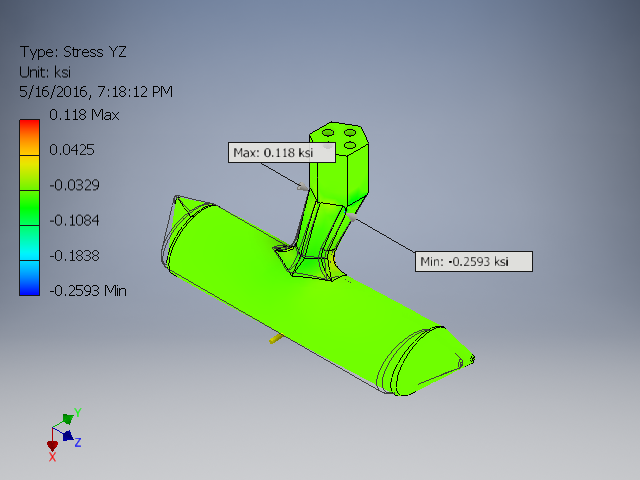 Type: Stress YZ
Unit: ksi
5/16/2016, 7:18:12 PM
0.118 Max
0.0425
-0.0329
-0.1084
-0.1838
-0.2593 Min
Max: 0.118 ksi
Min: -0.2593 ksi
Y
Z
X